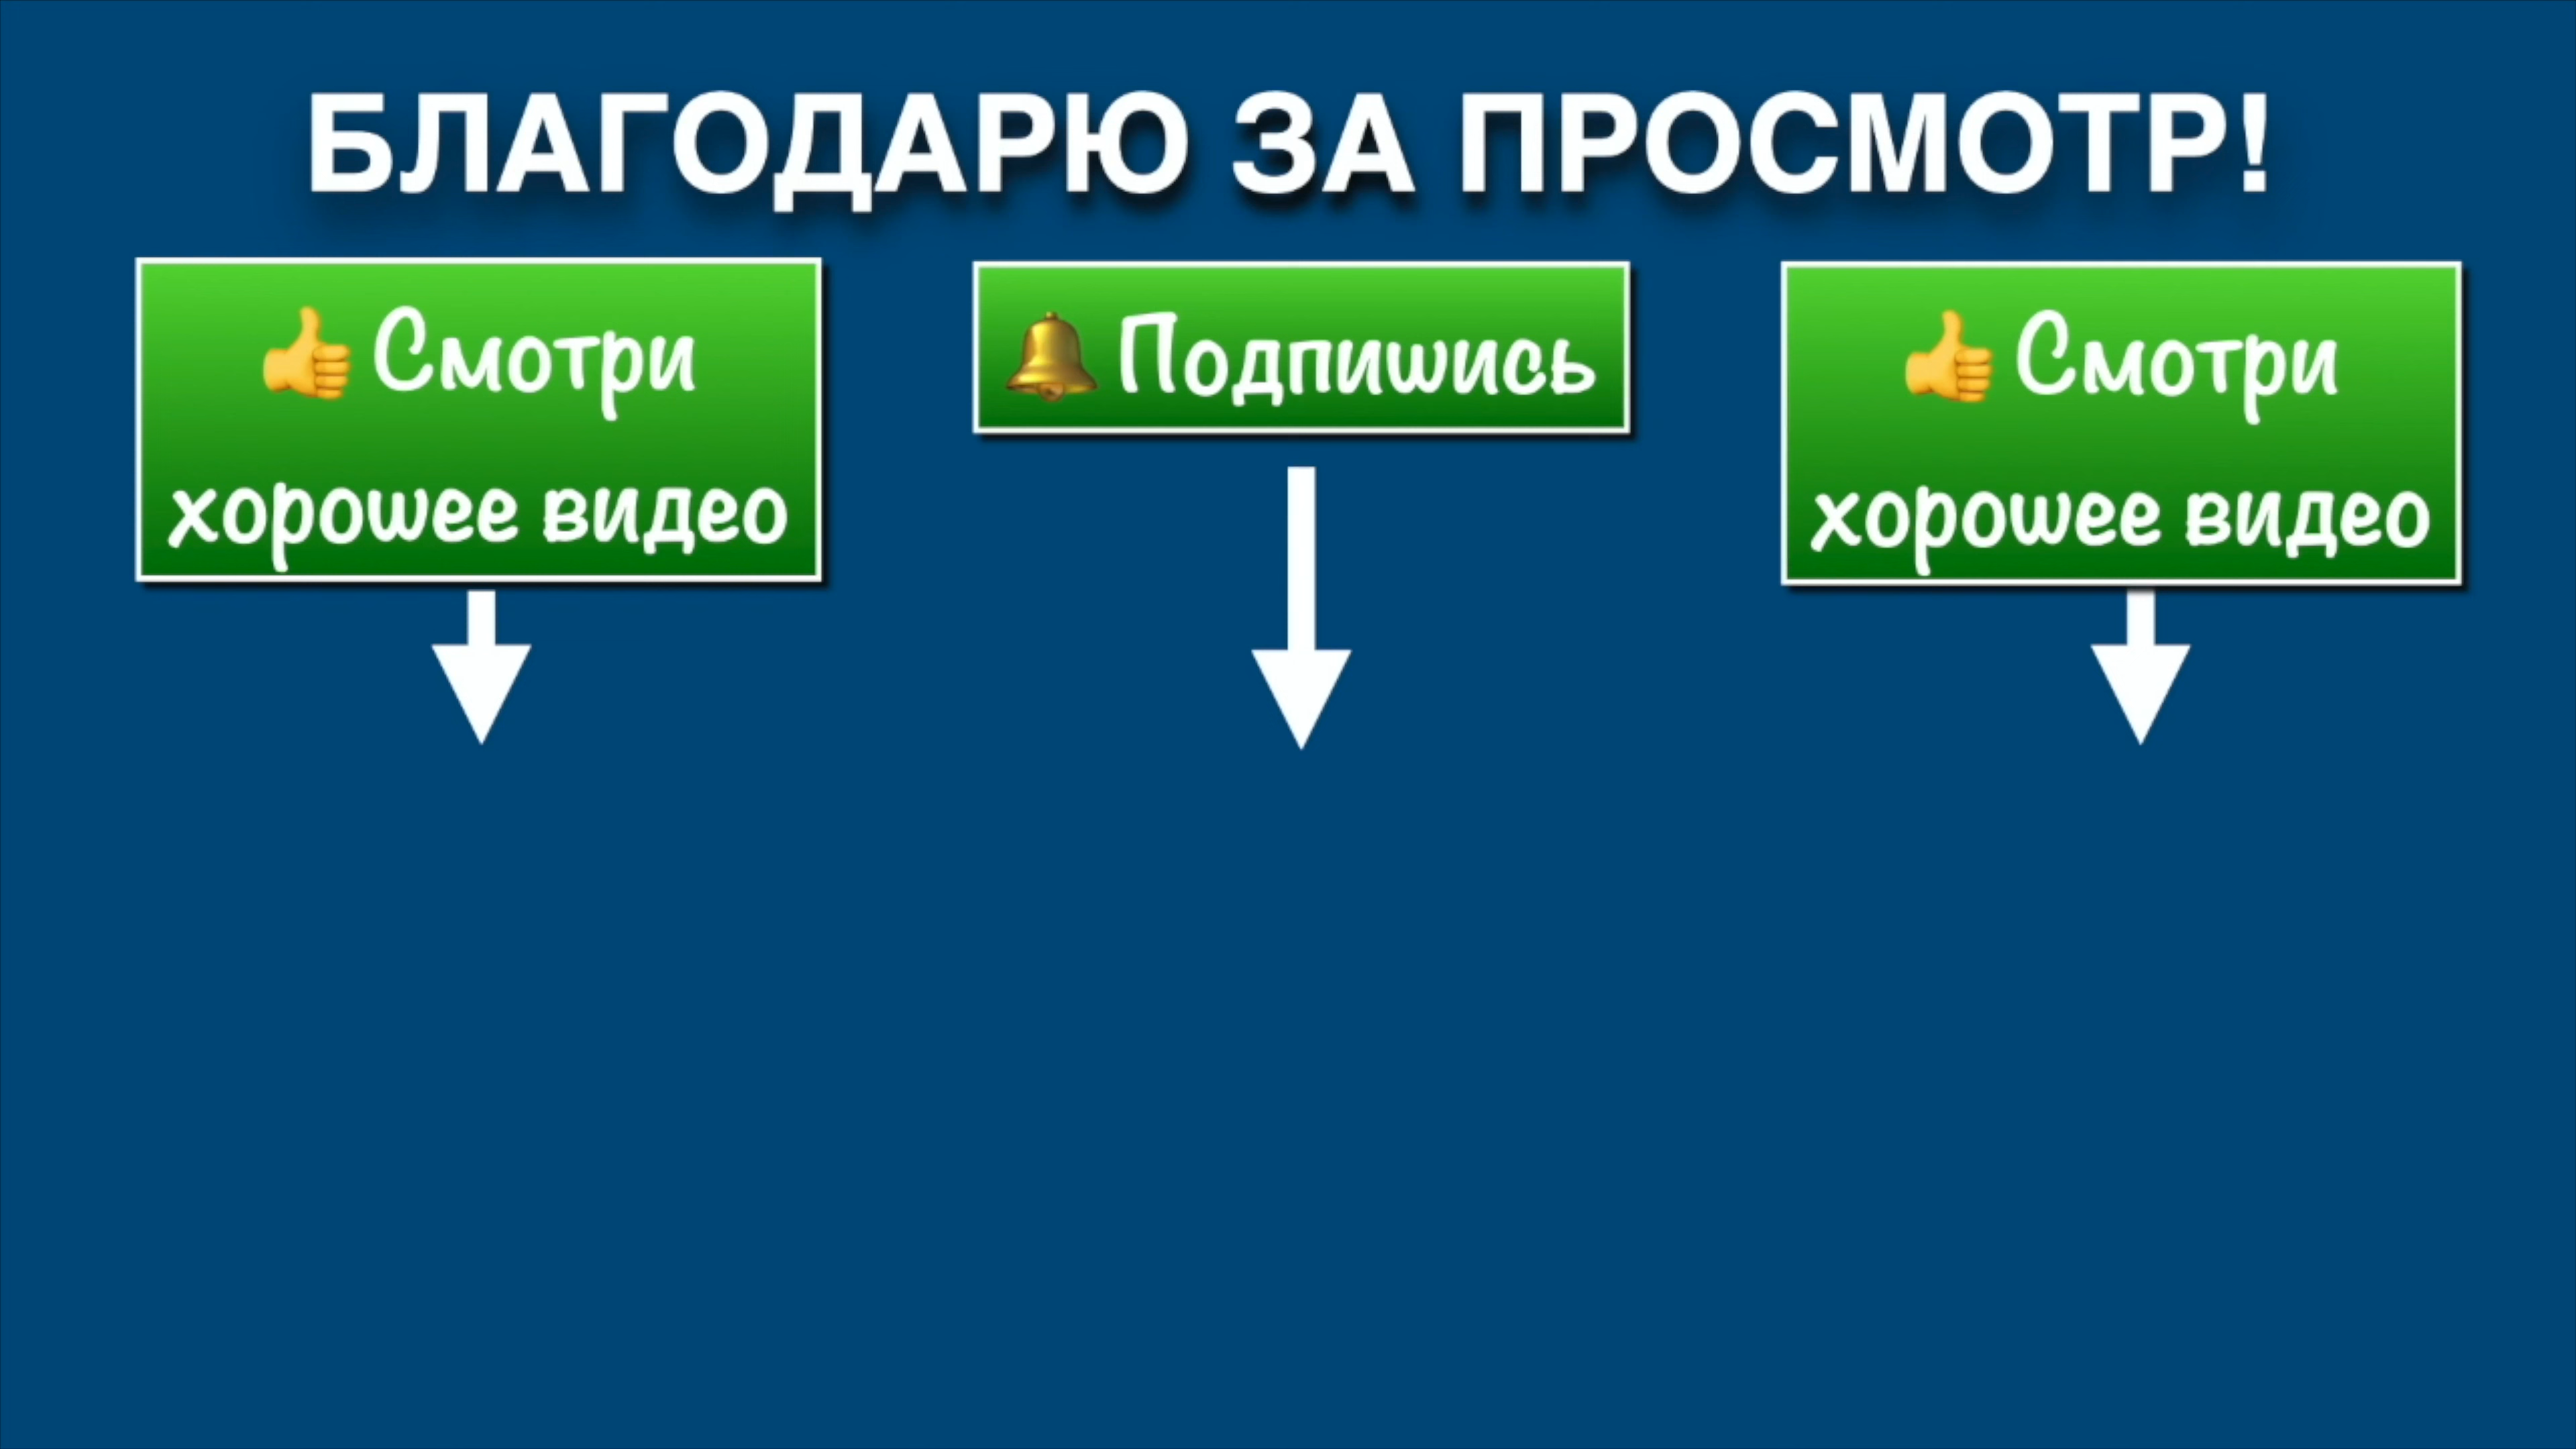 БЛАГОДАРЮ ЗА ПРОСМОТР!
👍 Смотри
хорошее видео
🔔 Подпишись
👍 Смотри
хорошее видео